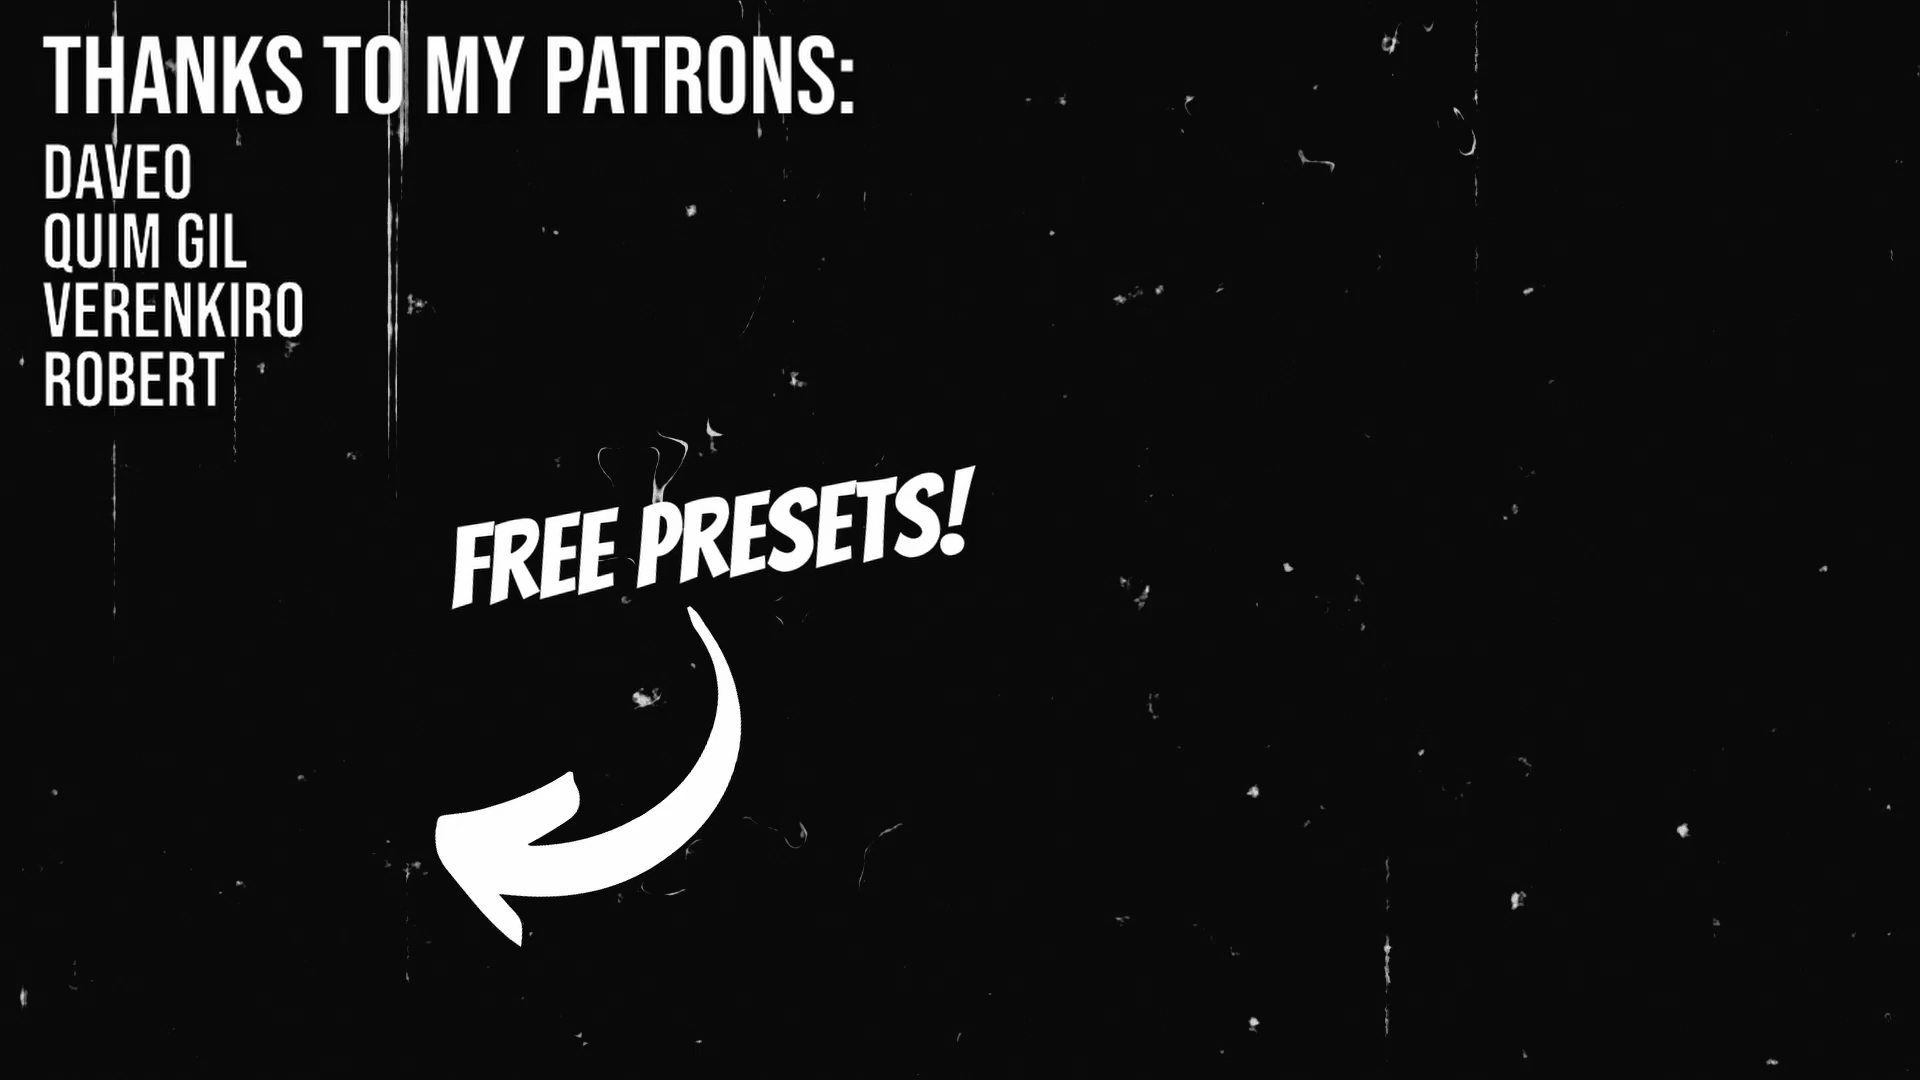 THANKS TO MY PATRONS:
DAVEO
QUIM GIL
VERENKIRO
ROBERT
FREE PRESETS!